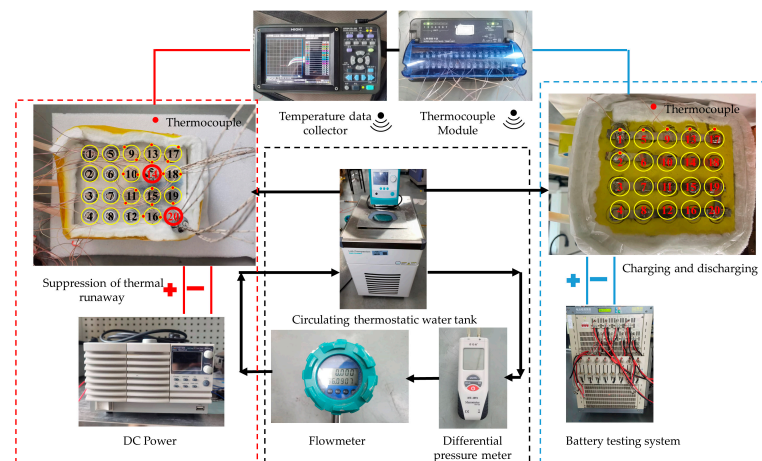 Temperature data
collector
Thermocouple
Module
Thermocouple
1 5 9 13 17
2 6 10 14 18
3 7 11 15 19
4 8 12 16 20
Suppression of thermal
runaway
+ −
DC Power
Circulating thermostatic water tank
Flowmeter
Differential
pressure meter
Thermocouple
Charging and discharging
+ −
Battery testing system